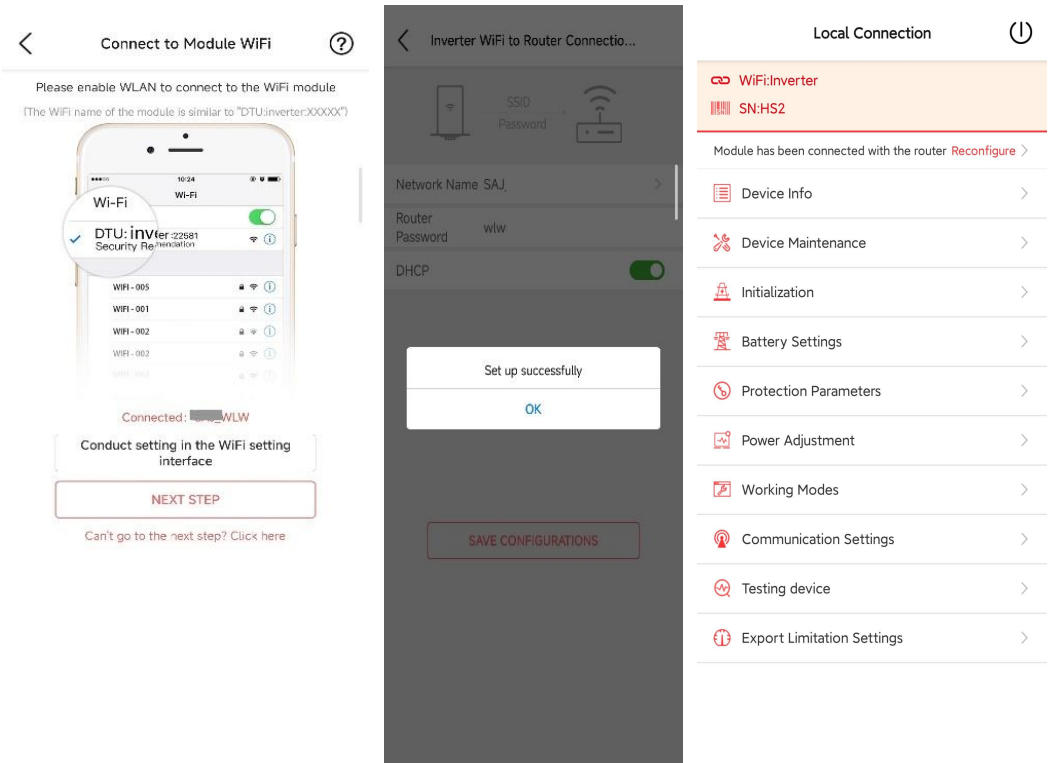 Connect to Module WiFi
?
Please enable WLAN to connect to the WiFi module
(The WiFi name of the module is similar to "DTU:inverter:XXXXX")
10:24
Wi-Fi
Wi-Fi
DTU: inverter :22581
Security Re hendation
WIFI - 005
WIFI - 001
WIFI - 002
WIFI - 002
Connected: _WLW
Conduct setting in the WiFi setting
interface
NEXT STEP
Can't go to the next step? Click here
Inverter WiFi to Router Connectio...
SSID
Password
Network Name SAJ_
Router
Password
wlw
DHCP
Set up successfully
OK
SAVE CONFIGURATIONS
Local Connection
WiFi:Inverter
SN:HS2
Module has been connected with the router Reconfigure
Device Info
Device Maintenance
Initialization
Battery Settings
Protection Parameters
Power Adjustment
Working Modes
Communication Settings
Testing device
Export Limitation Settings